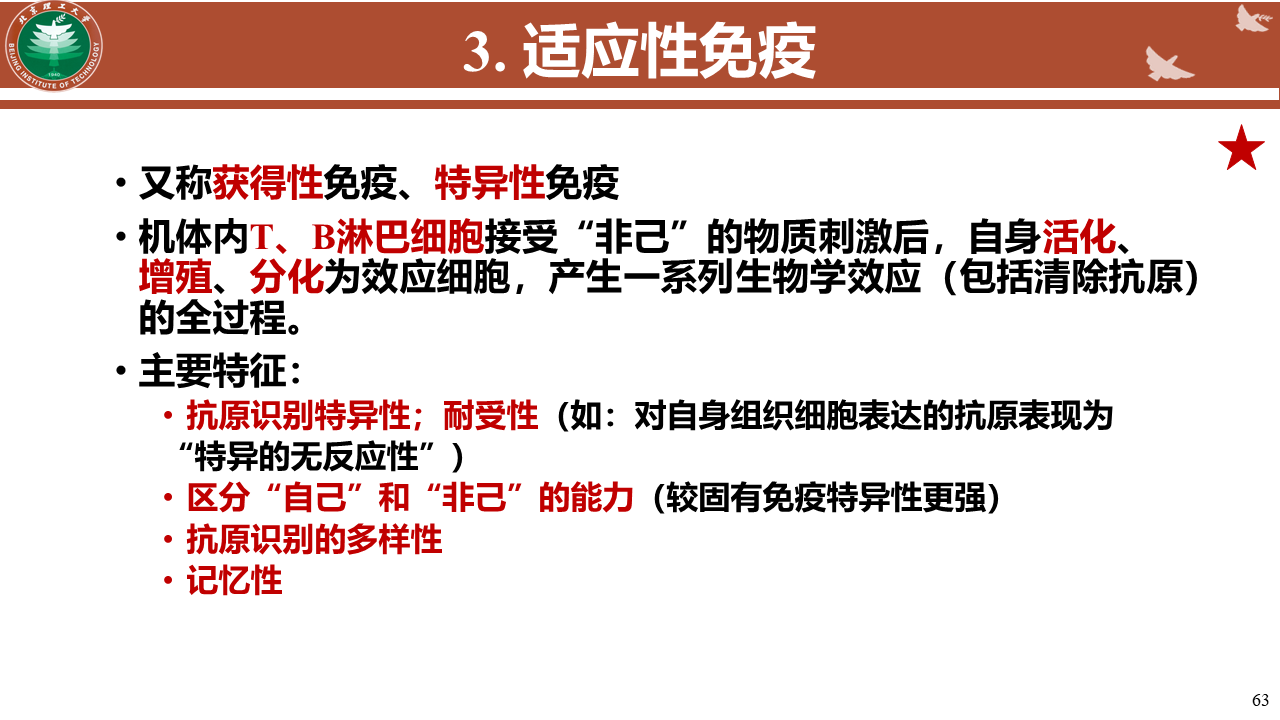 北京理工大学
1940
BEIJING INSTITUTE OF TECHNOLOGY
3. 适应性免疫
• 又称获得性免疫、特异性免疫
• 机体内T、B淋巴细胞接受“非己”的物质刺激后，自身活化、
增殖、分化为效应细胞，产生一系列生物学效应（包括清除抗原）
的全过程。
• 主要特征：
• 抗原识别特异性；耐受性（如：对自身组织细胞表达的抗原表现为
“特异的无反应性”）
• 区分“自己”和“非己”的能力（较固有免疫特异性更强）
• 抗原识别的多样性
• 记忆性
63